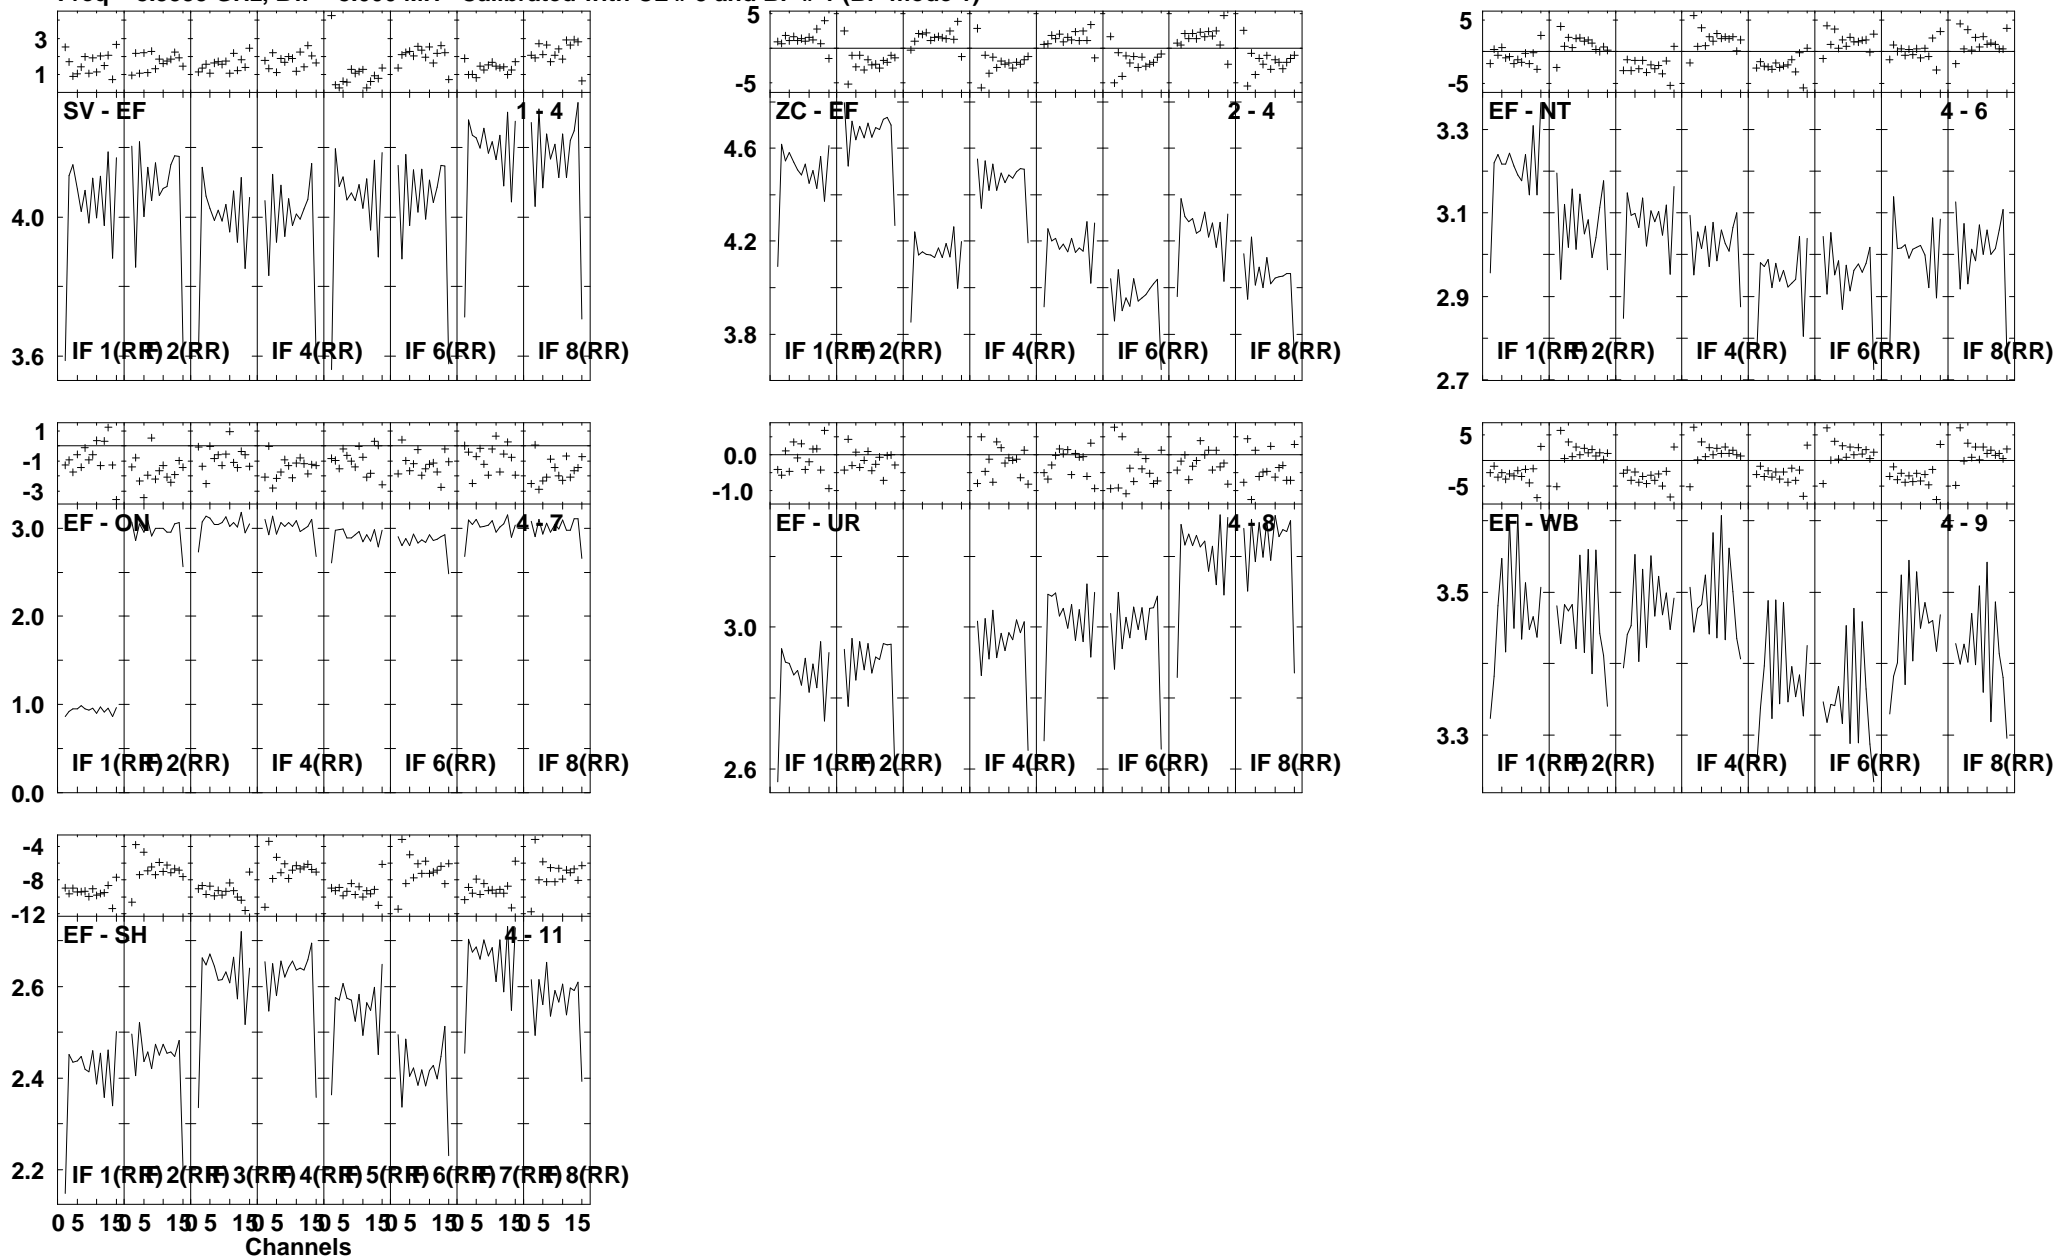 3
1
SV - EF
1 - 4
4.0
3.6
IF 1(RR)
IF 2(RR)
IF 4(RR)
IF 6(RR)
IF 8(RR)
5
-5
ZC - EF
2 - 4
4.6
4.2
3.8
IF 1(RR)
IF 2(RR)
IF 4(RR)
IF 6(RR)
IF 8(RR)
5
-5
EF - NT
4 - 6
3.3
3.1
2.9
2.7
IF 1(RR)
IF 2(RR)
IF 4(RR)
IF 6(RR)
IF 8(RR)
1
-1
-3
EF - ON
4 - 7
3.0
2.0
1.0
0.0
IF 1(RR)
IF 2(RR)
IF 4(RR)
IF 6(RR)
IF 8(RR)
0.0
-1.0
EF - UR
4 - 8
3.0
2.6
IF 1(RR)
IF 2(RR)
IF 4(RR)
IF 6(RR)
IF 8(RR)
5
-5
EF - WB
4 - 9
3.5
3.3
IF 1(RR)
IF 2(RR)
IF 4(RR)
IF 6(RR)
IF 8(RR)
-4
-8
-12
EF - SH
4 - 11
2.6
2.4
2.2
IF 1(RR)
IF 2(RR)
IF 3(RR)
IF 4(RR)
IF 5(RR)
IF 6(RR)
IF 7(RR)
IF 8(RR)
0 5 15
0 5 15
0 5 15
0 5 15
0 5 15
0 5 15
0 5 15
0 5 15
Channels